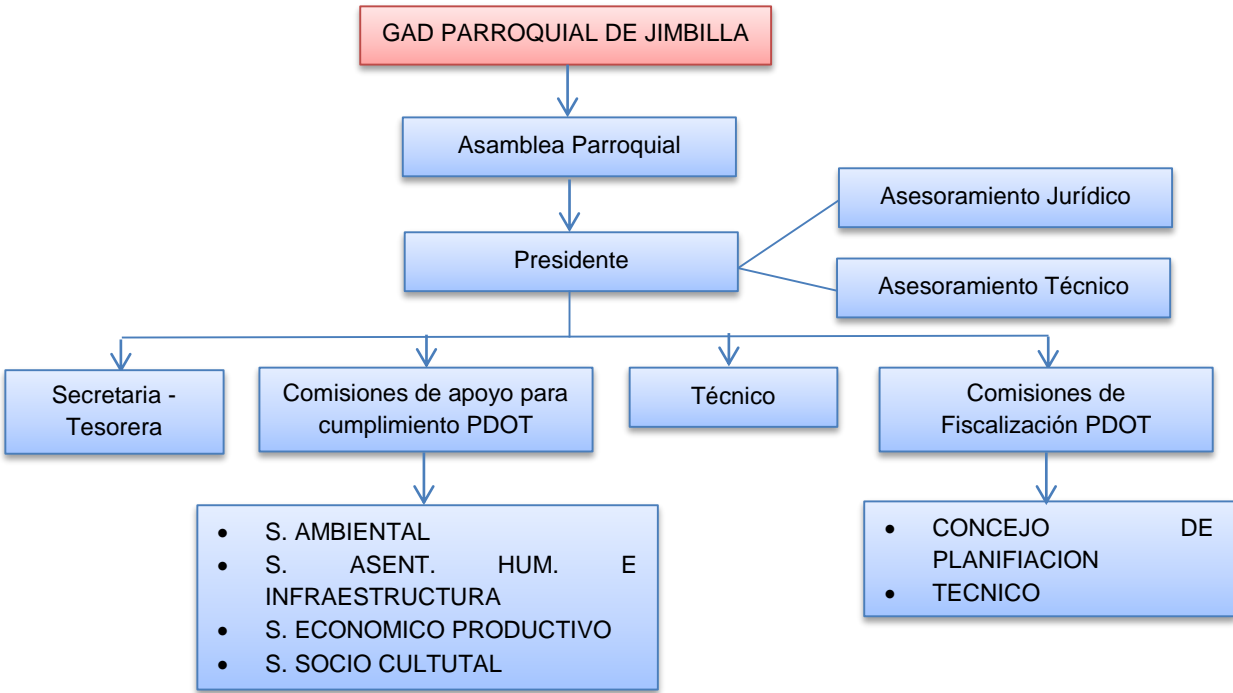 GAD PARROQUIAL DE JIMBILLA
Asamblea Parroquial
Asesoramiento Jurídico
Presidente
Asesoramiento Técnico
Secretaria -
Tesorera
Comisiones de apoyo para
cumplimiento PDOT
Técnico
Comisiones de
Fiscalización PDOT
• S. AMBIENTAL
• S. ASENT. HUM. E
INFRAESTRUCTURA
• S. ECONOMICO PRODUCTIVO
• S. SOCIO CULTUTAL
• CONCEJO DE
PLANIFIACION
• TECNICO